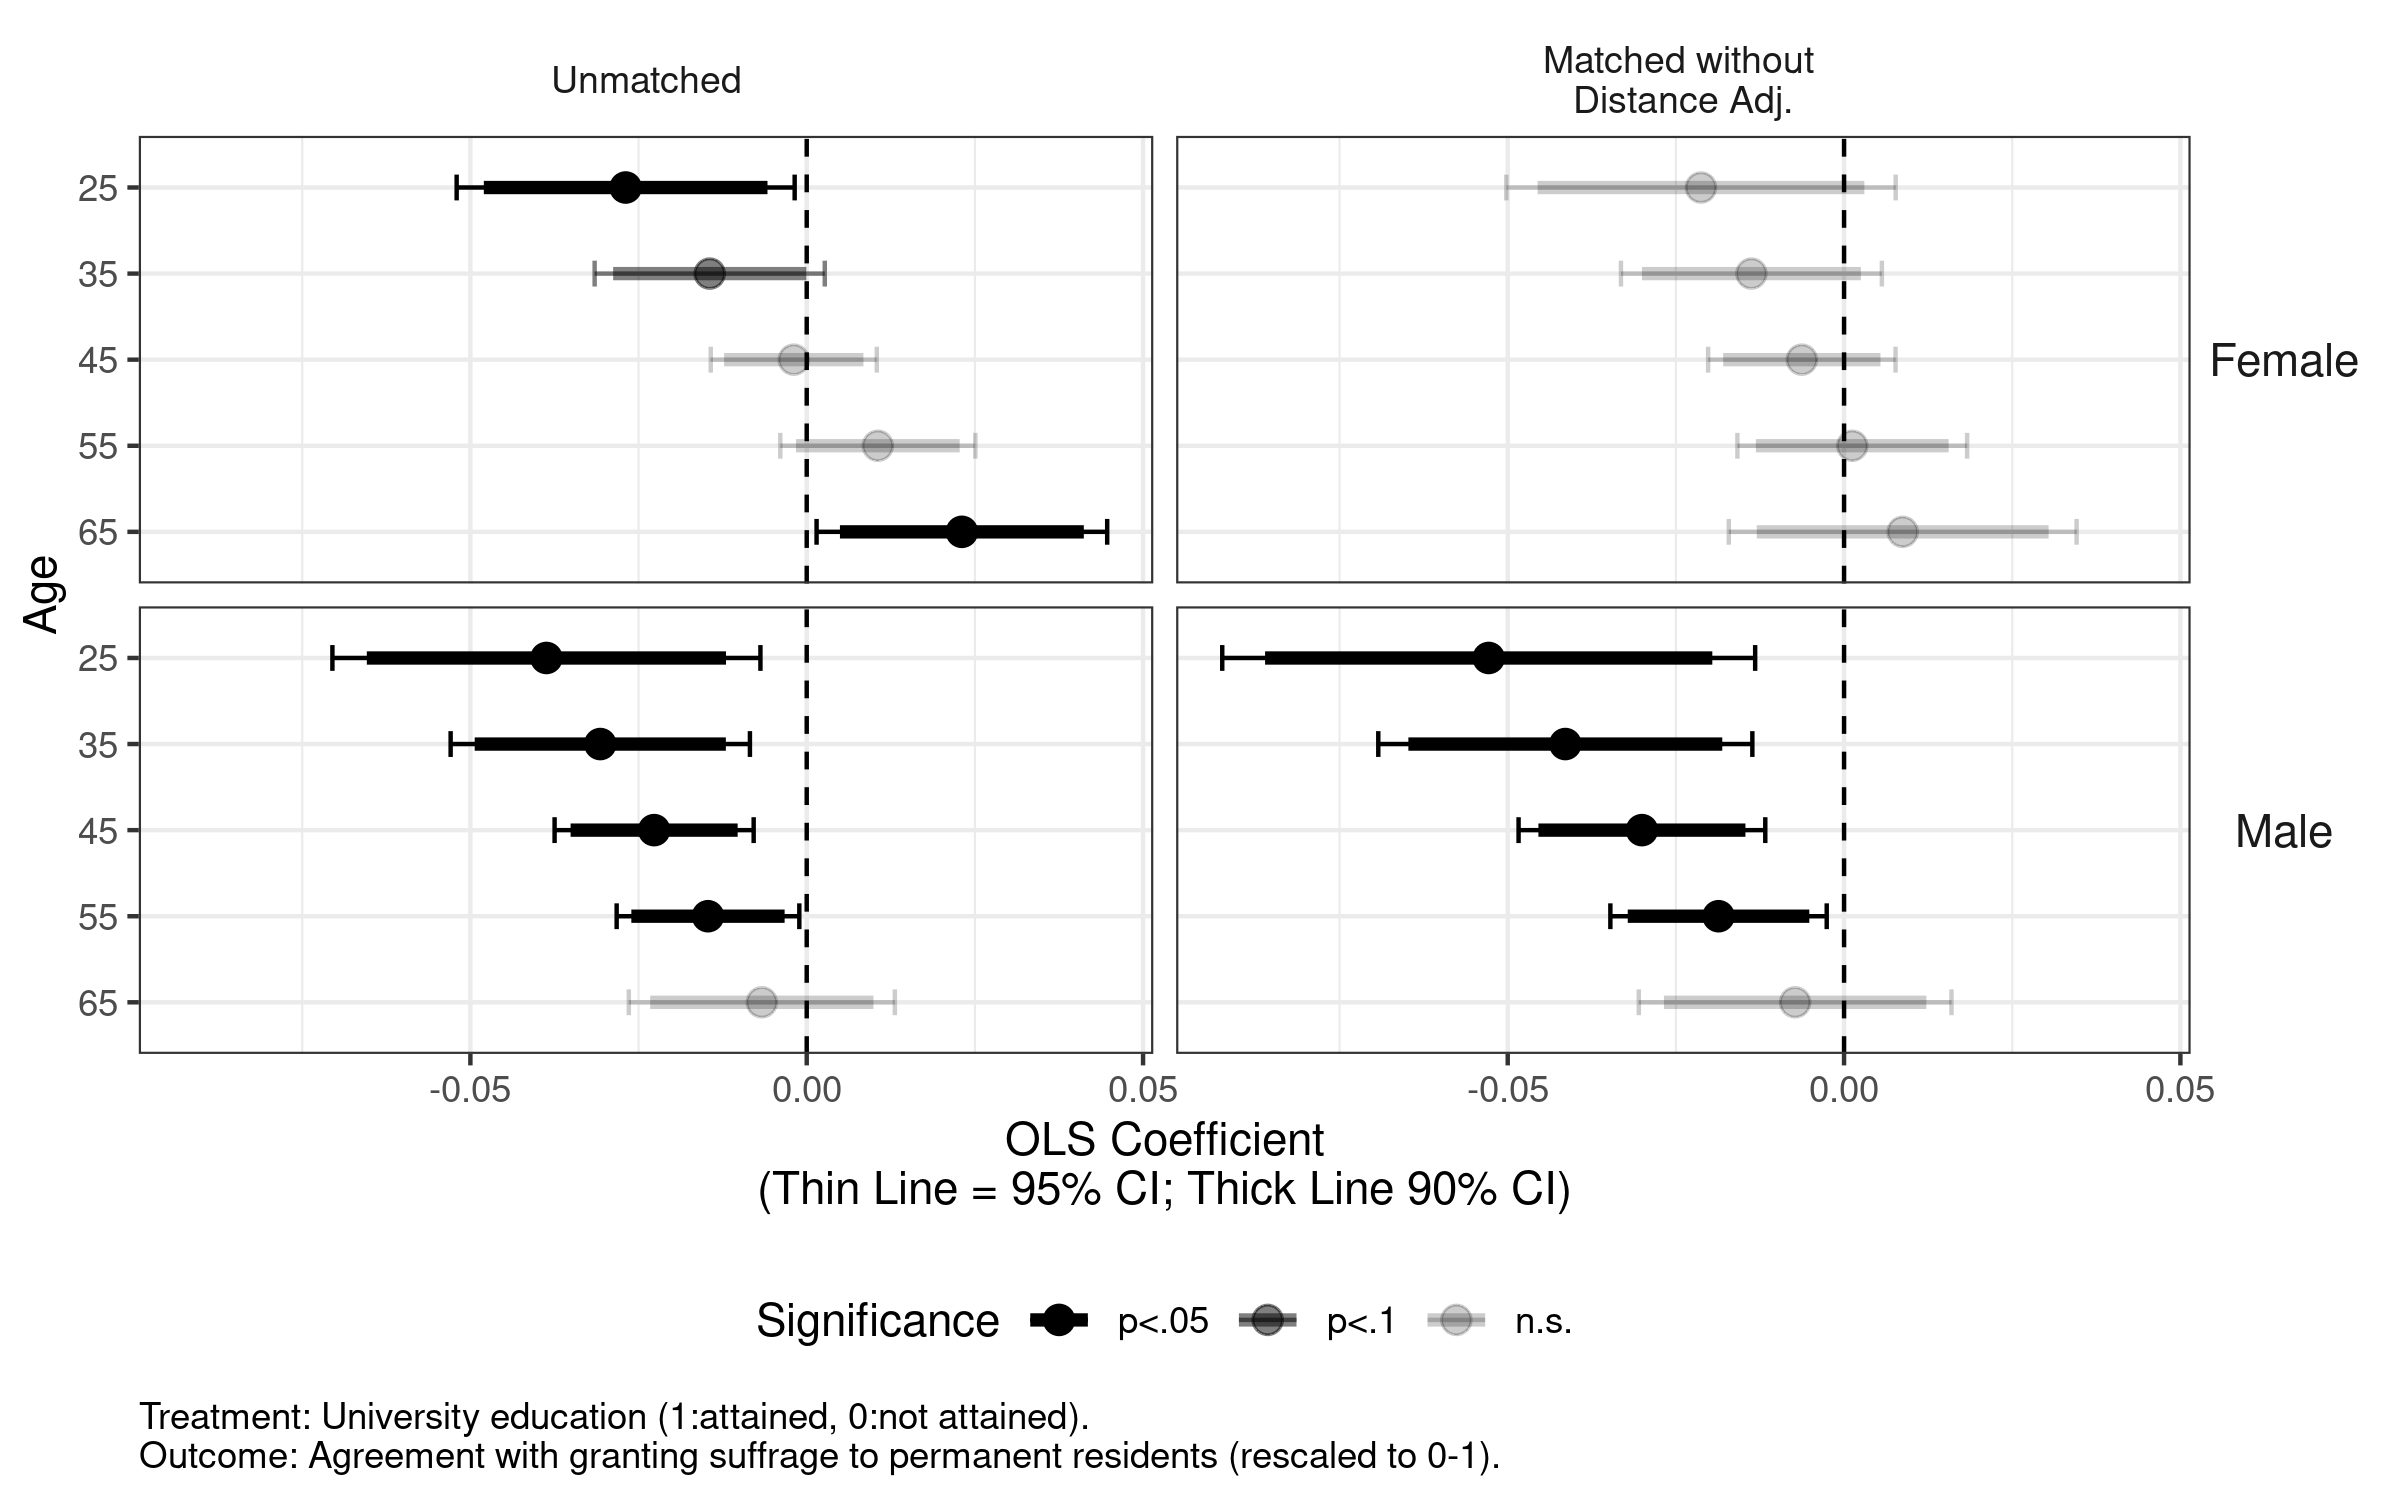 Unmatched
Matched without
Distance Adj.
25
35
45
55
65
Female
Age
25
35
45
55
65
Male
-0.05 0.00 0.05 -0.05 0.00 0.05
OLS Coefficient
(Thin Line = 95% CI; Thick Line 90% CI)
Significance p<.05 p<.1 n.s.
Treatment: University education (1:attained, 0:not attained).
Outcome: Agreement with granting suffrage to permanent residents (rescaled to 0-1).